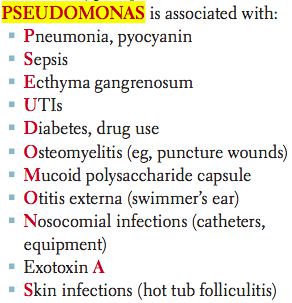 PSEUDOMONAS is associated with:
▪ Pneumonia, pyocyanin
▪ Sepsis
▪ Ecthyma gangrenosum
▪ UTIs
▪ Diabetes, drug use
▪ Osteomyelitis (eg, puncture wounds)
▪ Mucoid polysaccharide capsule
▪ Otitis externa (swimmer's ear)
▪ Nosocomial infections (catheters,
equipment)
▪ Exotoxin A
▪ Skin infections (hot tub folliculitis)